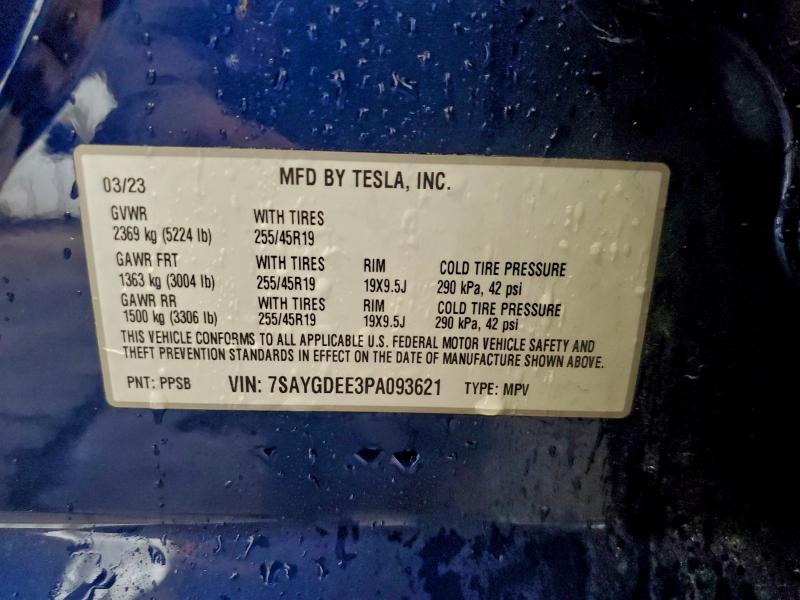 03/23 MFD BY TESLA, INC.
GVWR WITH TIRES
2369 kg (5224 lb) 255/45R19
GAWR FRT WITH TIRES RIM COLD TIRE PRESSURE
1363 kg (3004 lb) 255/45R19 19X9.5J 290 kPa, 42 psi
GAWR RR WITH TIRES RIM COLD TIRE PRESSURE
1500 kg (3306 lb) 255/45R19 19X9.5J 290 kPa, 42 psi
THIS VEHICLE CONFORMS TO ALL APPLICABLE U.S. FEDERAL MOTOR VEHICLE SAFETY AND
THEFT PREVENTION STANDARDS IN EFFECT ON THE DATE OF MANUFACTURE SHOWN ABOVE.
PNT: PPSB VIN: 7SAYGDEE3PA093621 TYPE: MPV